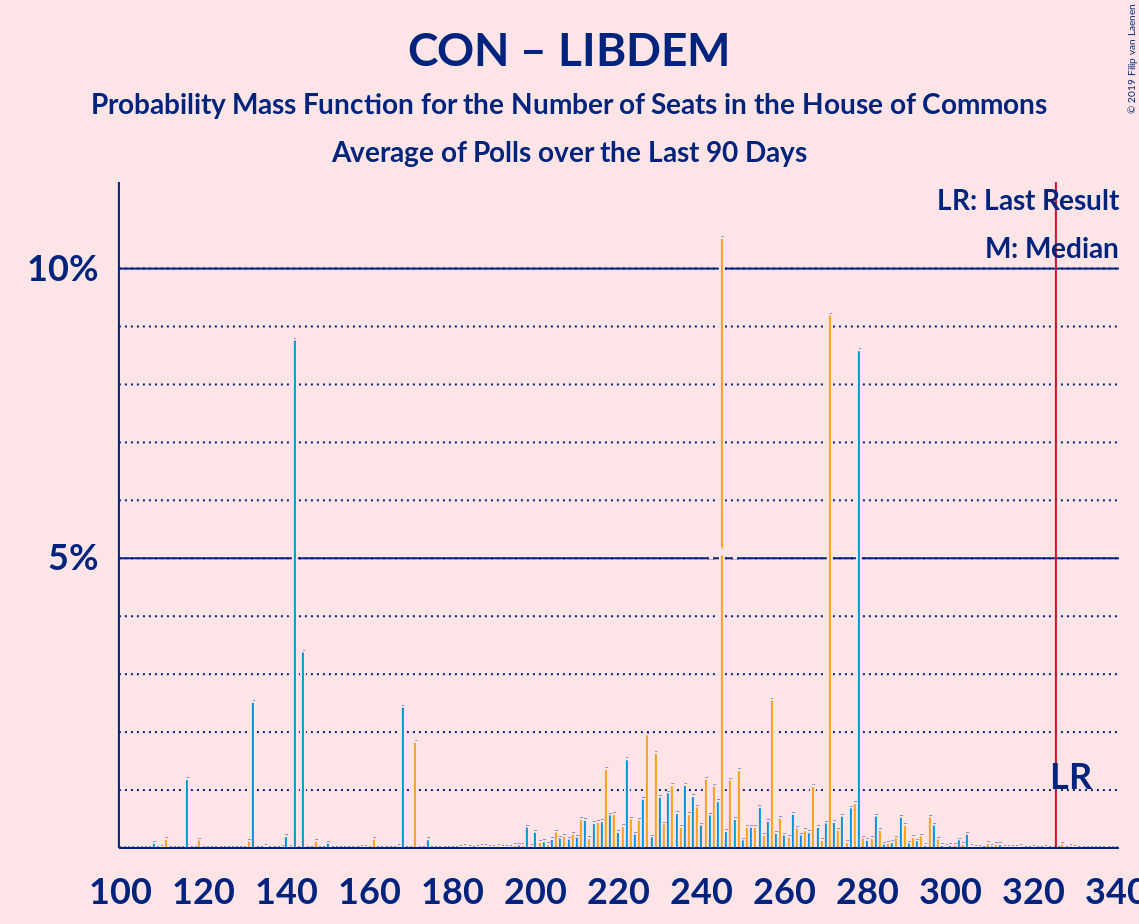 CON – LIBDEM
Probability Mass Function for the Number of Seats in the House of Commons
Average of Polls over the Last 90 Days
© 2019 Filip van Laenen
LR: Last Result
M: Median
10%
5%
LR
100 120 140 160 180 200 220 240 260 280 300 320 340